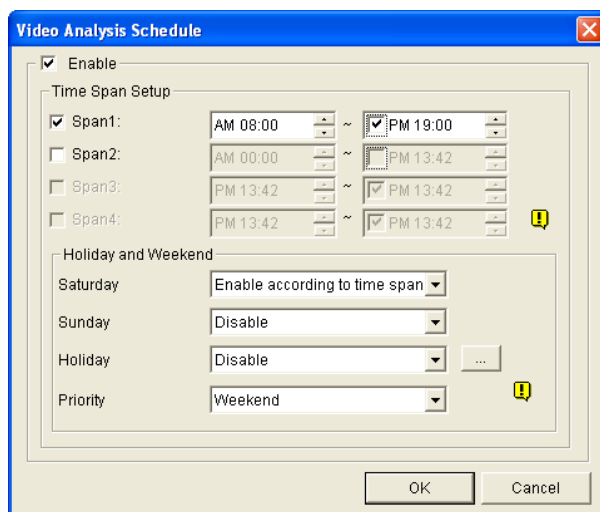 Video Analysis Schedule
Enable
Time Span Setup
Span1: AM 08:00 ~ PM 19:00
Span2: AM 00:00 ~ PM 13:42
Span3: PM 13:42 ~ PM 13:42
Span4: PM 13:42 ~ PM 13:42
Holiday and Weekend
Saturday Enable according to time span
Sunday Disable
Holiday Disable ...
Priority Weekend
OK Cancel